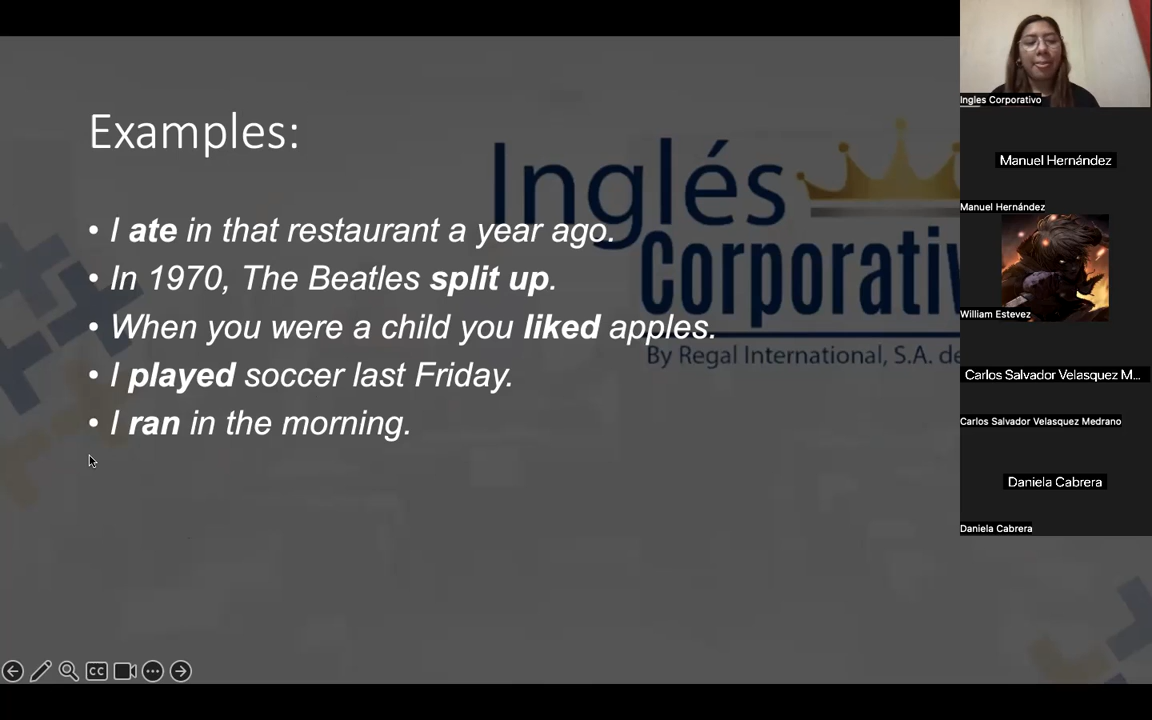 Examples:
Inglés
Corporativ
By Regal International, S.A. de
• I ate in that restaurant a year ago.
• In 1970, The Beatles split up.
• When you were a child you liked apples.
• I played soccer last Friday.
• I ran in the morning.
CC
Ingles Corporativo
Manuel Hernández
Manuel Hernández
William Estevez
Carlos Salvador Velasquez M...
Carlos Salvador Velasquez Medrano
Daniela Cabrera
Daniela Cabrera